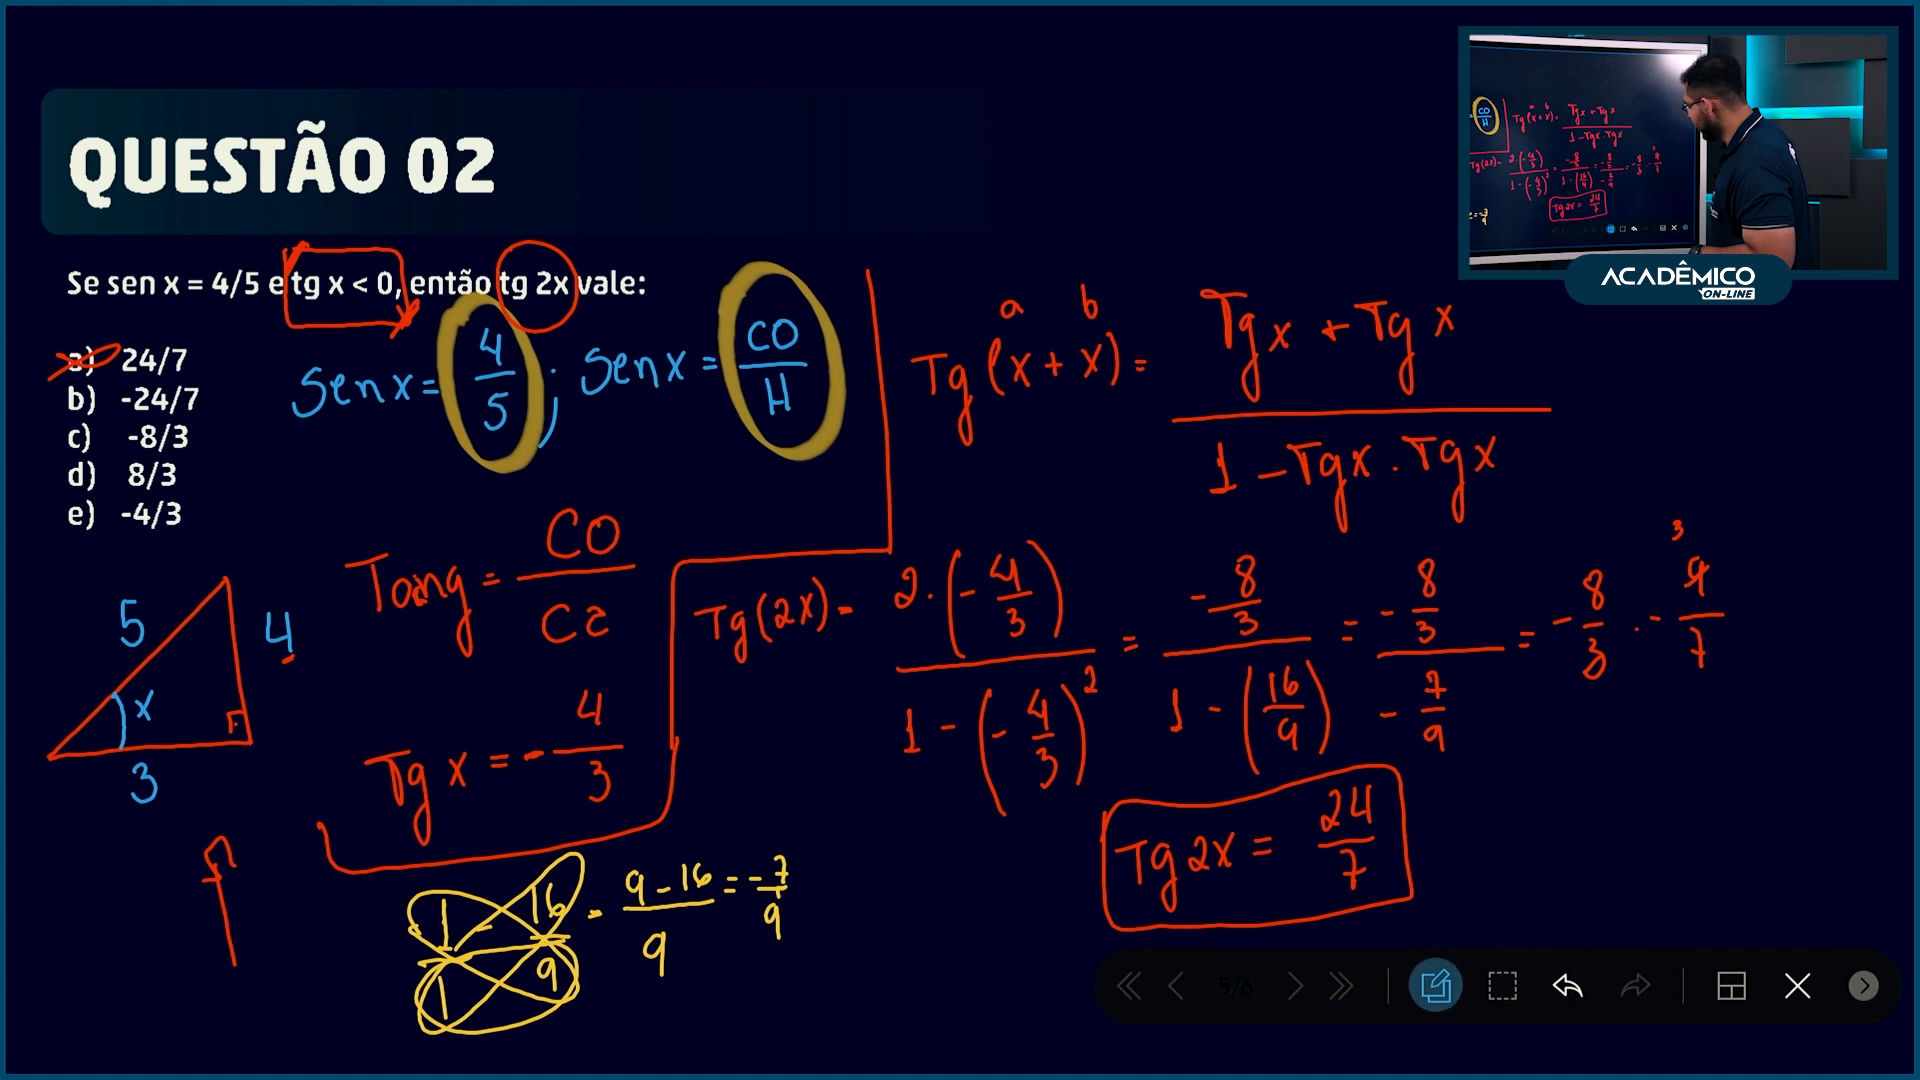 QUESTÃO 02
Se sen x = 4/5 e tg x < 0, então tg 2x vale:
a) 24/7
b) -24/7
c) -8/3
d) 8/3
e) -4/3
Sen x = 4/5 ; Sen x = CO/H
Tang = CO/Ca
Tg x = - 4/3
5
4
x
3
a b
Tg (x + x) = Tg x + Tg x / 1 - Tg x . Tg x
Tg (2x) = 2 . (- 4/3) / 1 - (- 4/3)² = - 8/3 / 1 - (16/9) = - 8/3 / - 7/9 = - 8/3 . - 9/7
3
Tg 2x = 24/7
1/1 - 16/9 = 9 - 16 / 9 = - 7/9
ACADÊMICO
ON-LINE
5/6